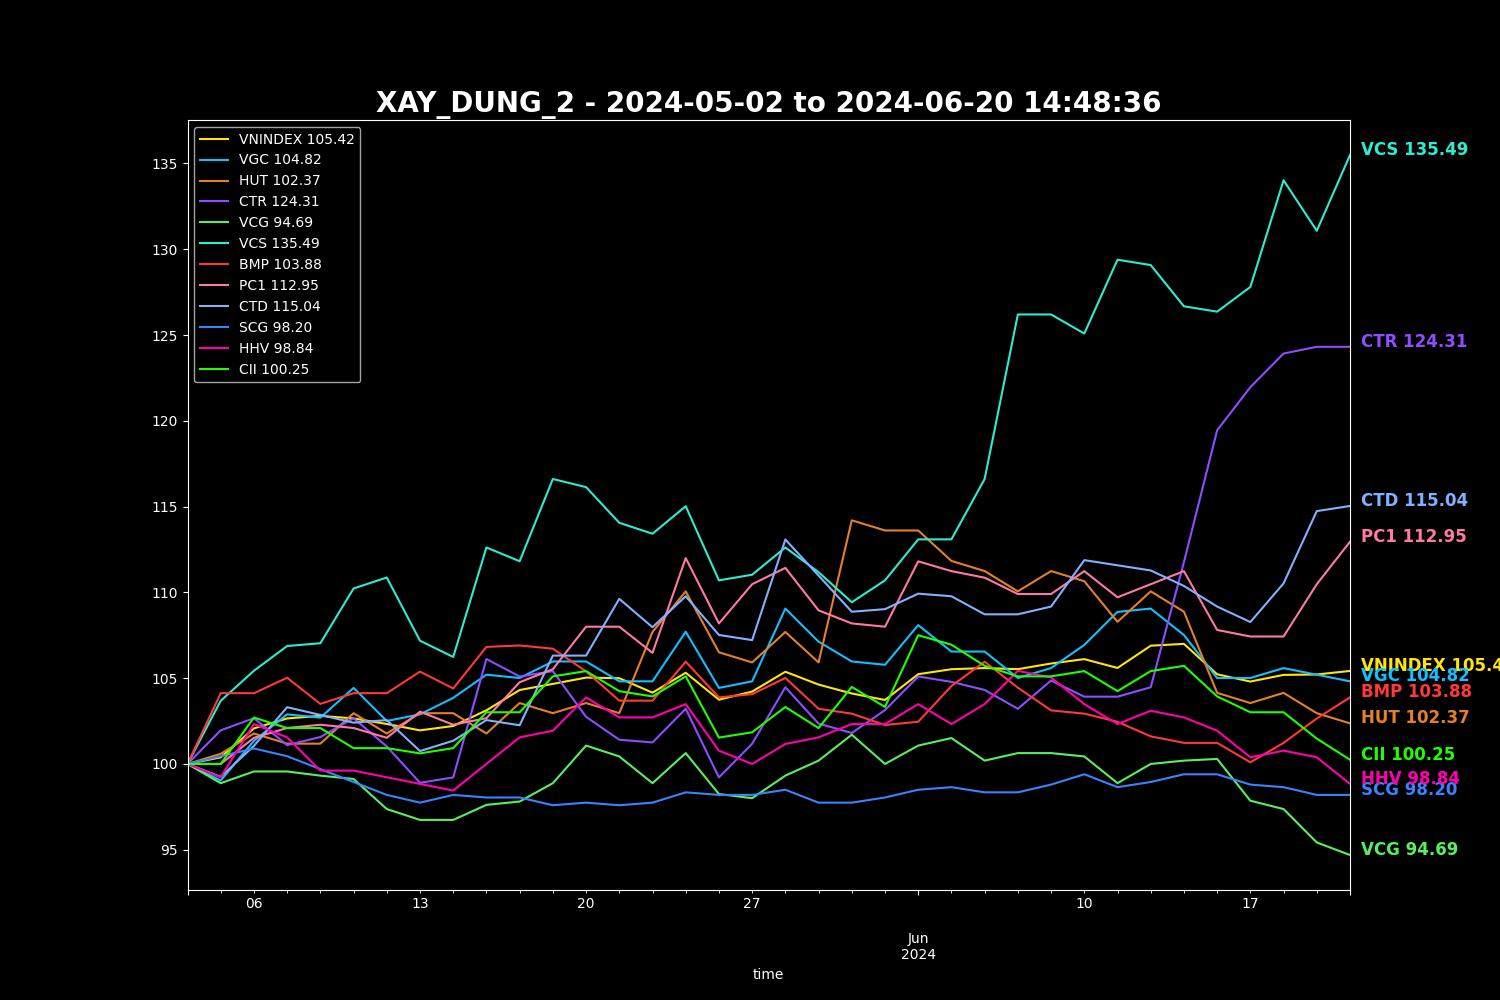 XAY_DUNG_2 - 2024-05-02 to 2024-06-20 14:48:36
VNINDEX 105.42
VGC 104.82
HUT 102.37
CTR 124.31
VCG 94.69
VCS 135.49
BMP 103.88
PC1 112.95
CTD 115.04
SCG 98.20
HHV 98.84
CII 100.25
135
130
125
120
115
110
105
100
95
VCS 135.49
CTR 124.31
CTD 115.04
PC1 112.95
VNINDEX 105.4
VGC 104.82
BMP 103.88
HUT 102.37
CII 100.25
HHV 98.84
SCG 98.20
VCG 94.69
06
13
20
27
10
17
Jun
2024
time